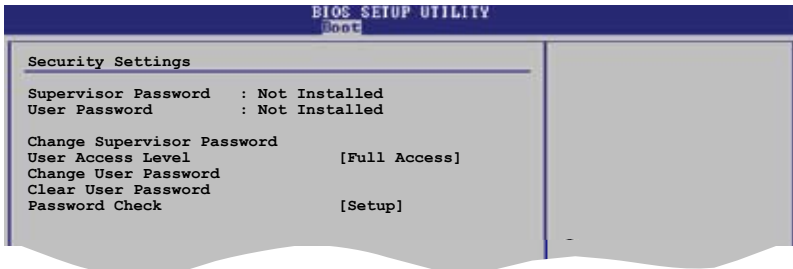 BIOS SETUP UTILITY
Boot
Security Settings
Supervisor Password : Not Installed
User Password : Not Installed
Change Supervisor Password
User Access Level [Full Access]
Change User Password
Clear User Password
Password Check [Setup]